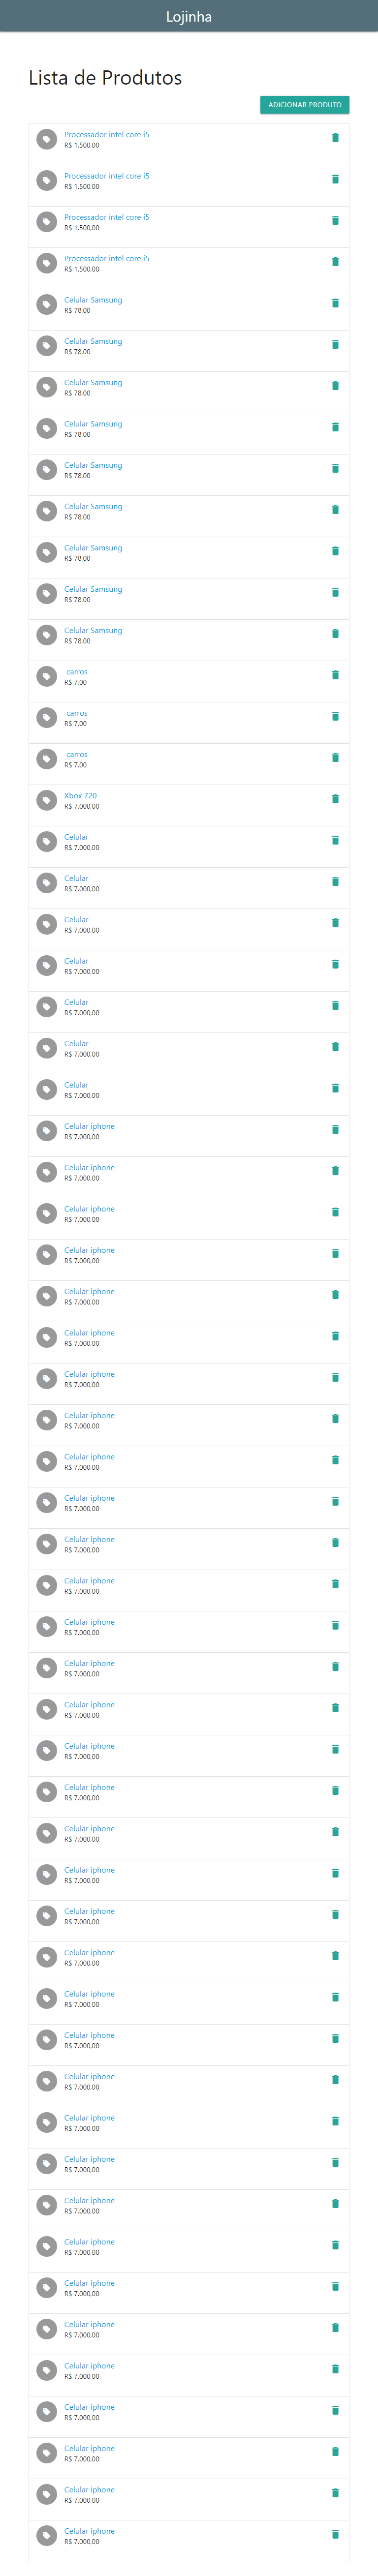 Lojinha
Lista de Produtos
ADICIONAR PRODUTO
Processador intel core i5
R$ 1.500,00
Processador intel core i5
R$ 1.500,00
Processador intel core i5
R$ 1.500,00
Processador intel core i5
R$ 1.500,00
Celular Samsung
R$ 78,00
Celular Samsung
R$ 78,00
Celular Samsung
R$ 78,00
Celular Samsung
R$ 78,00
Celular Samsung
R$ 78,00
Celular Samsung
R$ 78,00
Celular Samsung
R$ 78,00
Celular Samsung
R$ 78,00
Celular Samsung
R$ 78,00
carros
R$ 7,00
carros
R$ 7,00
carros
R$ 7,00
Xbox 720
R$ 7.000,00
Celular
R$ 7.000,00
Celular
R$ 7.000,00
Celular
R$ 7.000,00
Celular
R$ 7.000,00
Celular
R$ 7.000,00
Celular
R$ 7.000,00
Celular
R$ 7.000,00
Celular iphone
R$ 7.000,00
Celular iphone
R$ 7.000,00
Celular iphone
R$ 7.000,00
Celular iphone
R$ 7.000,00
Celular iphone
R$ 7.000,00
Celular iphone
R$ 7.000,00
Celular iphone
R$ 7.000,00
Celular iphone
R$ 7.000,00
Celular iphone
R$ 7.000,00
Celular iphone
R$ 7.000,00
Celular iphone
R$ 7.000,00
Celular iphone
R$ 7.000,00
Celular iphone
R$ 7.000,00
Celular iphone
R$ 7.000,00
Celular iphone
R$ 7.000,00
Celular iphone
R$ 7.000,00
Celular iphone
R$ 7.000,00
Celular iphone
R$ 7.000,00
Celular iphone
R$ 7.000,00
Celular iphone
R$ 7.000,00
Celular iphone
R$ 7.000,00
Celular iphone
R$ 7.000,00
Celular iphone
R$ 7.000,00
Celular iphone
R$ 7.000,00
Celular iphone
R$ 7.000,00
Celular iphone
R$ 7.000,00
Celular iphone
R$ 7.000,00
Celular iphone
R$ 7.000,00
Celular iphone
R$ 7.000,00
Celular iphone
R$ 7.000,00
Celular iphone
R$ 7.000,00
Celular iphone
R$ 7.000,00
Celular iphone
R$ 7.000,00
Celular iphone
R$ 7.000,00
Celular iphone
R$ 7.000,00